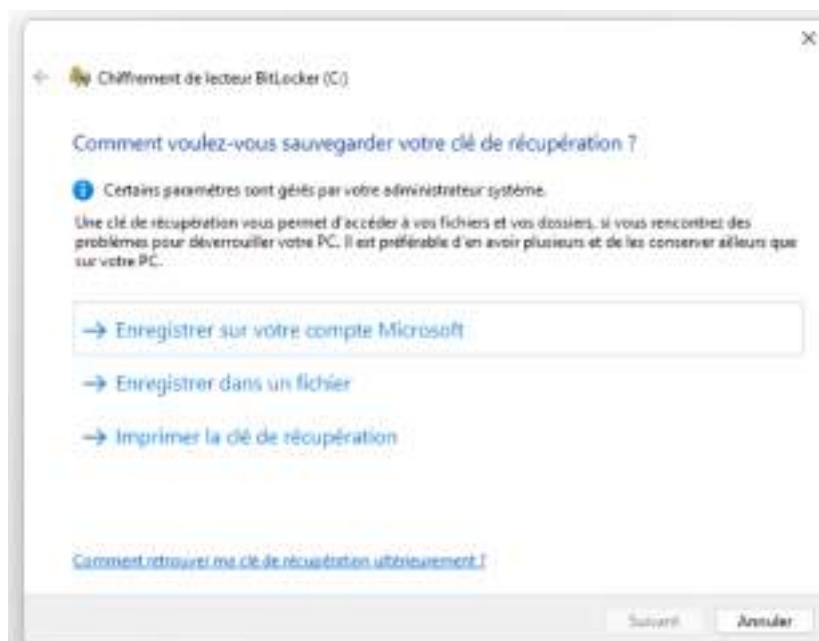 Chiffrement de lecteur BitLocker (C:)
Comment voulez-vous sauvegarder votre clé de récupération ?
Certains paramètres sont gérés par votre administrateur système.
Une clé de récupération vous permet d'accéder à vos fichiers et vos dossiers, si vous rencontrez des
problèmes pour déverrouiller votre PC. Il est préférable d'en avoir plusieurs et de les conserver ailleurs que
sur votre PC.
Enregistrer sur votre compte Microsoft
Enregistrer dans un fichier
Imprimer la clé de récupération
Comment retrouver ma clé de récupération ultérieurement ?
Suivant
Annuler